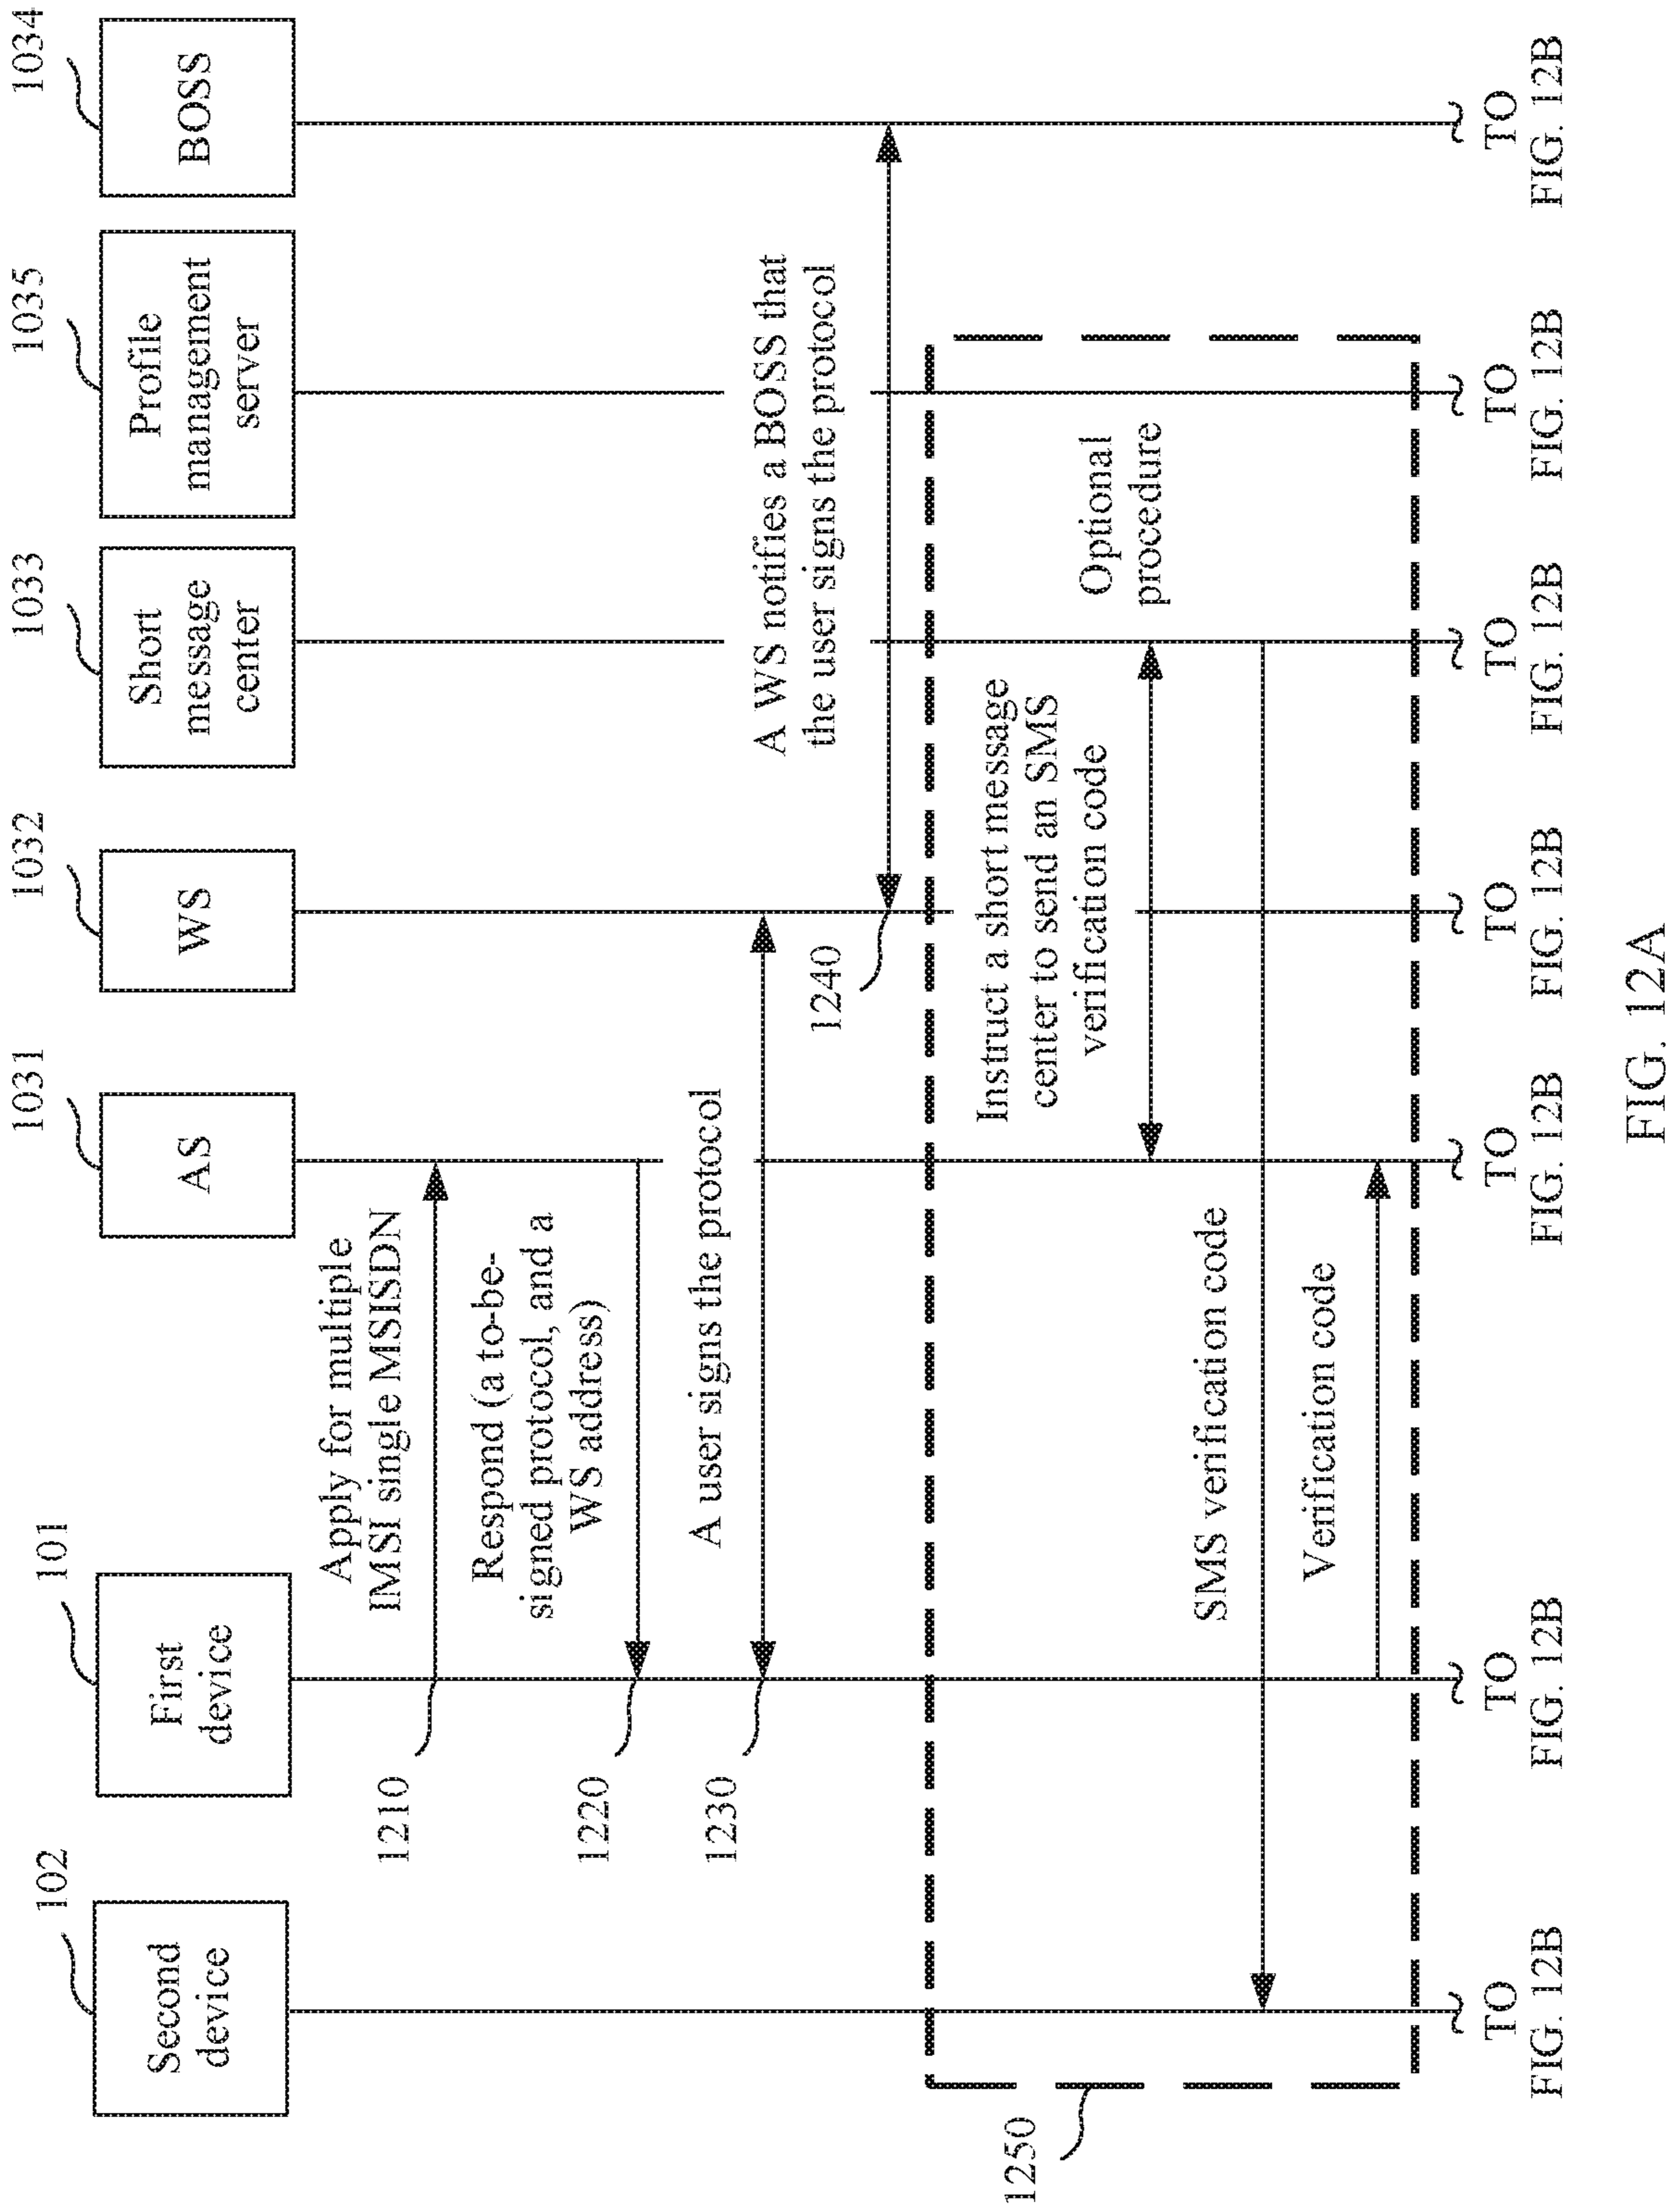 102
Second
device
101
First
device
1031
AS
1032
WS
1033
Short
message
center
1035
Profile
management
server
1034
BOSS
1210
Apply for multiple
IMSI single MSISDN
1220
Respond (a to-be-
signed protocol, and a
WS address)
1230
A user signs the protocol
1240
A WS notifies a BOSS that
the user signs the protocol
1250
Instruct a short message
center to send an SMS
verification code
Optional
procedure
SMS verification code
Verification code
TO
FIG. 12B
TO
FIG. 12B
TO
FIG. 12B
TO
FIG. 12B
TO
FIG. 12B
TO
FIG. 12B
TO
FIG. 12B
FIG. 12A